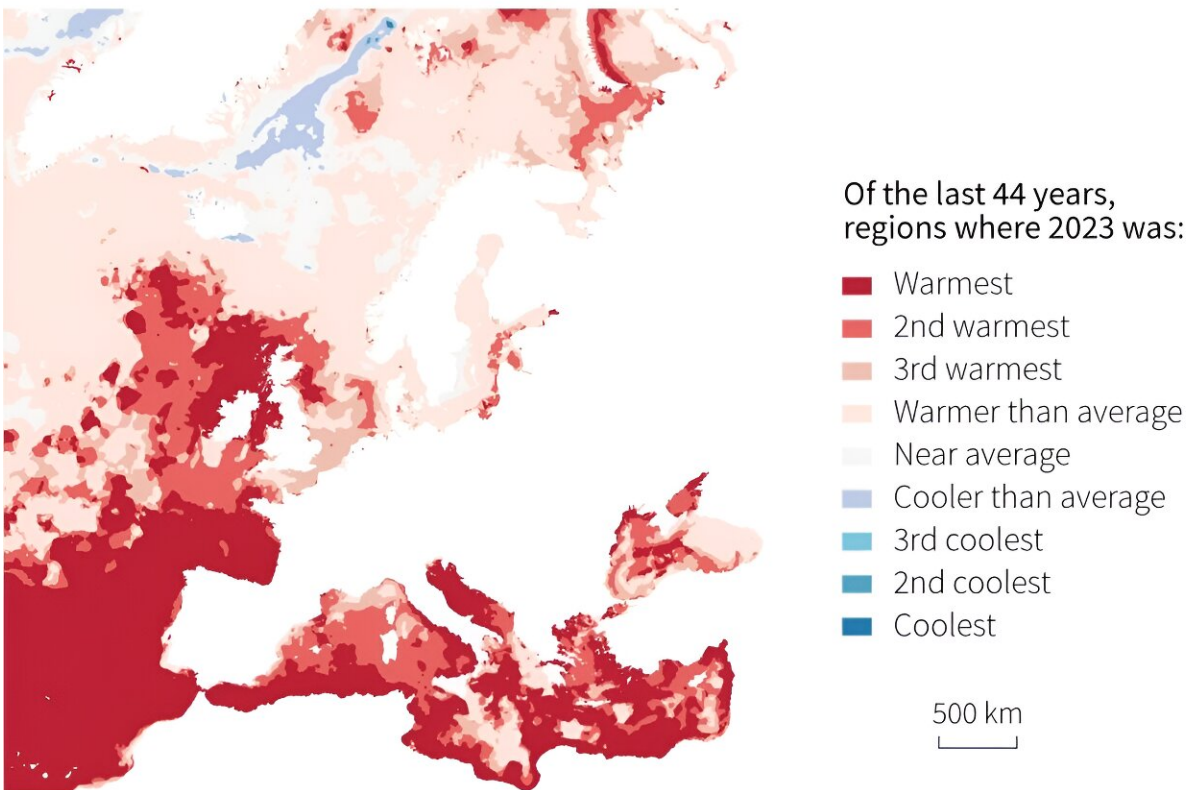 Of the last 44 years,
regions where 2023 was:
Warmest
2nd warmest
3rd warmest
Warmer than average
Near average
Cooler than average
3rd coolest
2nd coolest
Coolest
500 km